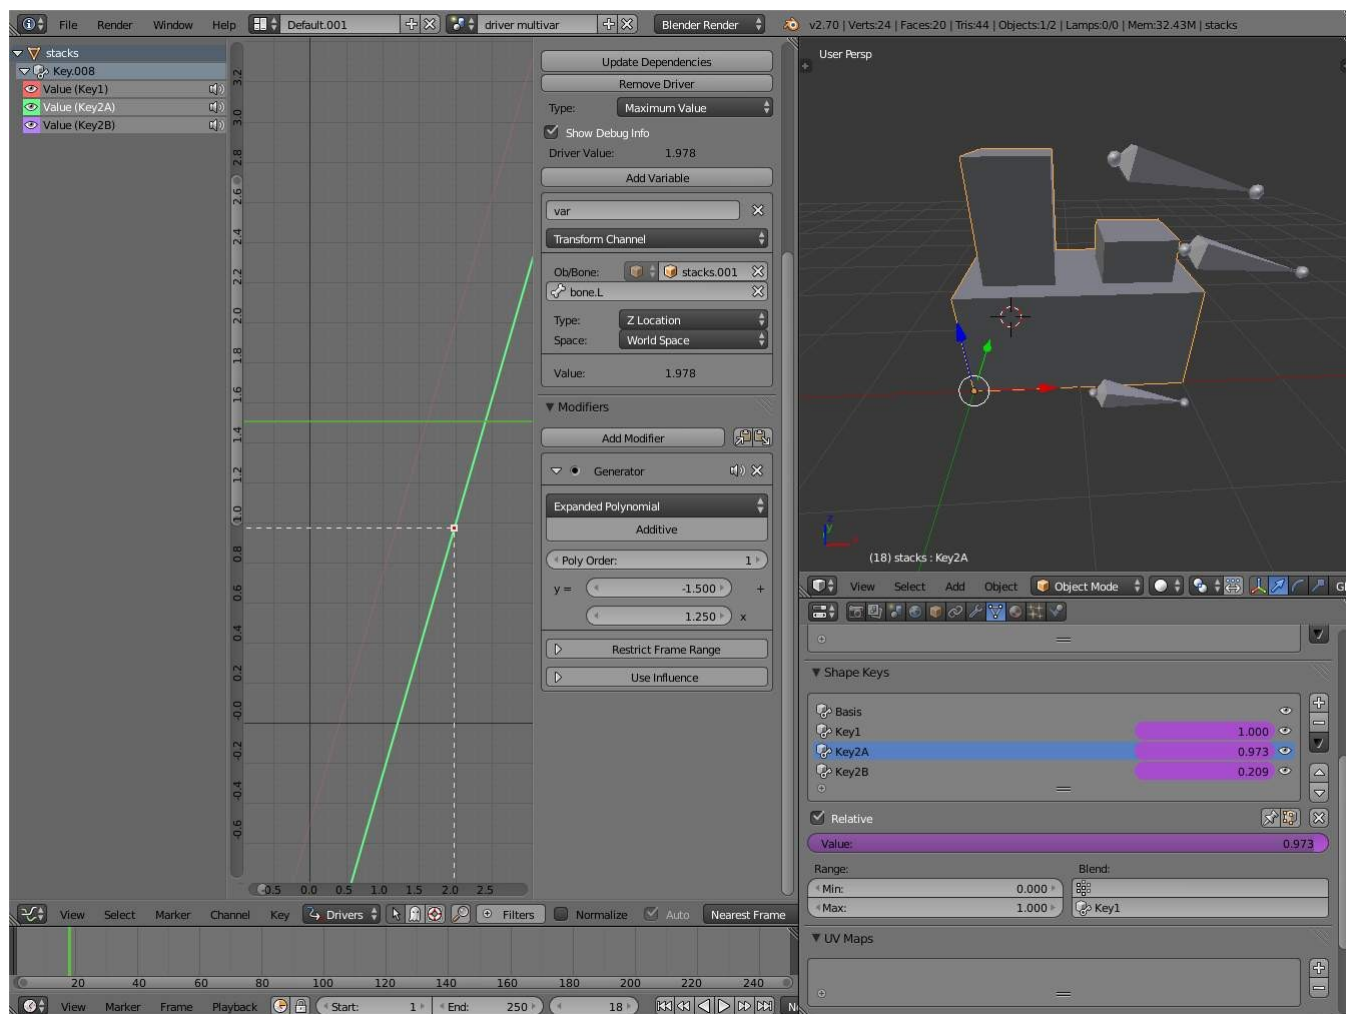 File Render Window Help Default.001 driver multivar Blender Render v2.70 | Verts:24 | Faces:20 | Tris:44 | Objects:1/2 | Lamps:0/0 | Mem:32.43M | stacks
stacks
Key.008
Value (Key1)
Value (Key2A)
Value (Key2B)
3.2
3.0
2.8
2.6
2.4
2.2
2.0
1.8
1.6
1.4
1.2
1.0
0.8
0.6
0.4
0.2
-0.0
-0.2
-0.4
-0.6
-0.5 0.0 0.5 1.0 1.5 2.0 2.5
Update Dependencies
Remove Driver
Type: Maximum Value
Show Debug Info
Driver Value: 1.978
Add Variable
var
Transform Channel
Ob/Bone: stacks.001
bone.L
Type: Z Location
Space: World Space
Value: 1.978
Modifiers
Add Modifier
Generator
Expanded Polynomial
Additive
Poly Order: 1
y = -1.500 +
1.250 x
Restrict Frame Range
Use Influence
View Select Marker Channel Key Drivers Filters Normalize Auto Nearest Frame
20 40 60 80 100 120 140 160 180 200 220 240
View Marker Frame Playback Start: 1 End: 250 18
User Persp
(18) stacks : Key2A
View Select Add Object Object Mode
Shape Keys
Basis
Key1 1.000
Key2A 0.973
Key2B 0.209
Relative
Value: 0.973
Range: Blend:
Min: 0.000
Max: 1.000 Key1
UV Maps